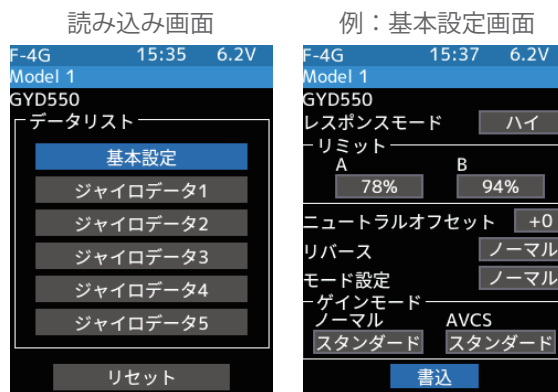 読み込み画面
F-4G 15:35 6.2V
Model 1
GYD550
データリスト
基本設定
ジャイロデータ1
ジャイロデータ2
ジャイロデータ3
ジャイロデータ4
ジャイロデータ5
リセット
例：基本設定画面
F-4G 15:37 6.2V
Model 1
GYD550
レスポンスモード ハイ
リミット
A B
78% 94%
ニュートラルオフセット +0
リバース ノーマル
モード設定 ノーマル
ゲインモード
ノーマル AVCS
スタンダード スタンダード
書込